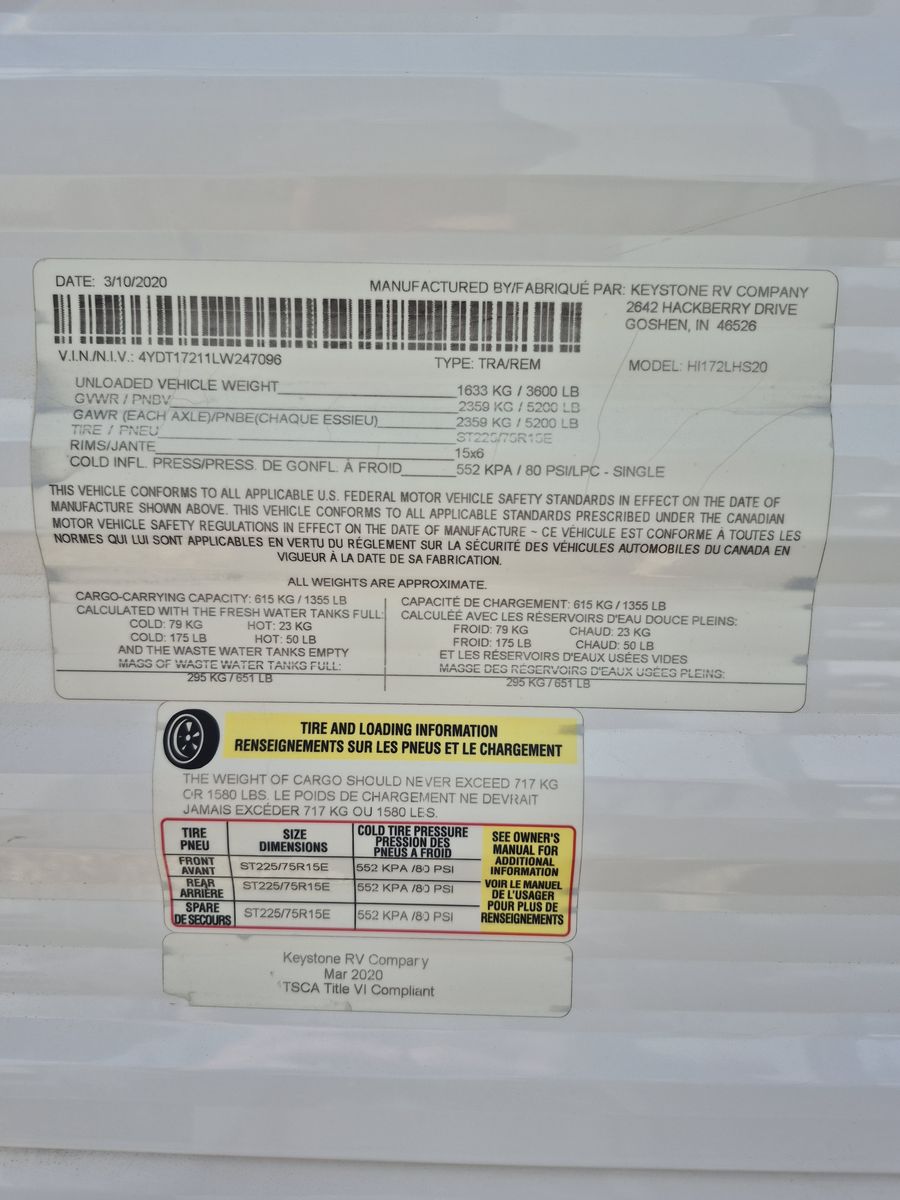 DATE: 3/10/2020
MANUFACTURED BY/FABRIQUÉ PAR: KEYSTONE RV COMPANY
2642 HACKBERRY DRIVE
GOSHEN, IN 46526
V.I.N./N.I.V.: 4YDT17211LW247096 TYPE: TRA/REM MODEL: HI172LHS20
UNLOADED VEHICLE WEIGHT 1633 KG / 3600 LB
GVWR / PNBV 2359 KG / 5200 LB
GAWR (EACH AXLE)/PNBE(CHAQUE ESSIEU) 2359 KG / 5200 LB
TIRE / PNEU ST225/75R15E
RIMS/JANTE 15x6
COLD INFL. PRESS/PRESS. DE GONFL. À FROID 552 KPA / 80 PSI/LPC - SINGLE
THIS VEHICLE CONFORMS TO ALL APPLICABLE U.S. FEDERAL MOTOR VEHICLE SAFETY STANDARDS IN EFFECT ON THE DATE OF
MANUFACTURE SHOWN ABOVE. THIS VEHICLE CONFORMS TO ALL APPLICABLE STANDARDS PRESCRIBED UNDER THE CANADIAN
MOTOR VEHICLE SAFETY REGULATIONS IN EFFECT ON THE DATE OF MANUFACTURE ~ CE VÉHICULE EST CONFORME À TOUTES LES
NORMES QUI LUI SONT APPLICABLES EN VERTU DU RÉGLEMENT SUR LA SÉCURITÉ DES VÉHICULES AUTOMOBILES DU CANADA EN
VIGUEUR À LA DATE DE SA FABRICATION.
ALL WEIGHTS ARE APPROXIMATE.
CARGO-CARRYING CAPACITY: 615 KG / 1355 LB
CALCULATED WITH THE FRESH WATER TANKS FULL:
COLD: 79 KG HOT: 23 KG
COLD: 175 LB HOT: 50 LB
AND THE WASTE WATER TANKS EMPTY
MASS OF WASTE WATER TANKS FULL:
295 KG / 651 LB
CAPACITÉ DE CHARGEMENT: 615 KG / 1355 LB
CALCULÉE AVEC LES RÉSERVOIRS D'EAU DOUCE PLEINS:
FROID: 79 KG CHAUD: 23 KG
FROID: 175 LB CHAUD: 50 LB
ET LES RÉSERVOIRS D'EAUX USÉES VIDES
MASSE DES RÉSERVOIRS D'EAUX USÉES PLEINS:
295 KG / 651 LB
TIRE AND LOADING INFORMATION
RENSEIGNEMENTS SUR LES PNEUS ET LE CHARGEMENT
THE WEIGHT OF CARGO SHOULD NEVER EXCEED 717 KG
OR 1580 LBS. LE POIDS DE CHARGEMENT NE DEVRAIT
JAMAIS EXCÉDER 717 KG OU 1580 LES.
TIRE
PNEU
SIZE
DIMENSIONS
COLD TIRE PRESSURE
PRESSION DES
PNEUS A FROID
FRONT
AVANT
ST225/75R15E 552 KPA /80 PSI
REAR
ARRIÈRE
ST225/75R15E 552 KPA /80 PSI
SPARE
DE SECOURS
ST225/75R15E 552 KPA /80 PSI
SEE OWNER'S
MANUAL FOR
ADDITIONAL
INFORMATION
VOIR LE MANUEL
DE L'USAGER
POUR PLUS DE
RENSEIGNEMENTS
Keystone RV Company
Mar 2020
TSCA Title VI Compliant